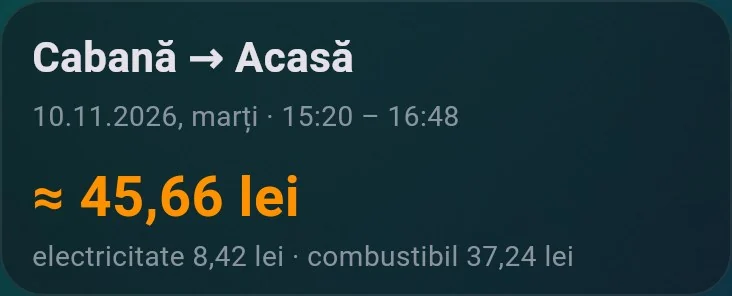 Cabană → Acasă
10.11.2026, marți · 15:20 – 16:48
≈ 45,66 lei
electricitate 8,42 lei · combustibil 37,24 lei